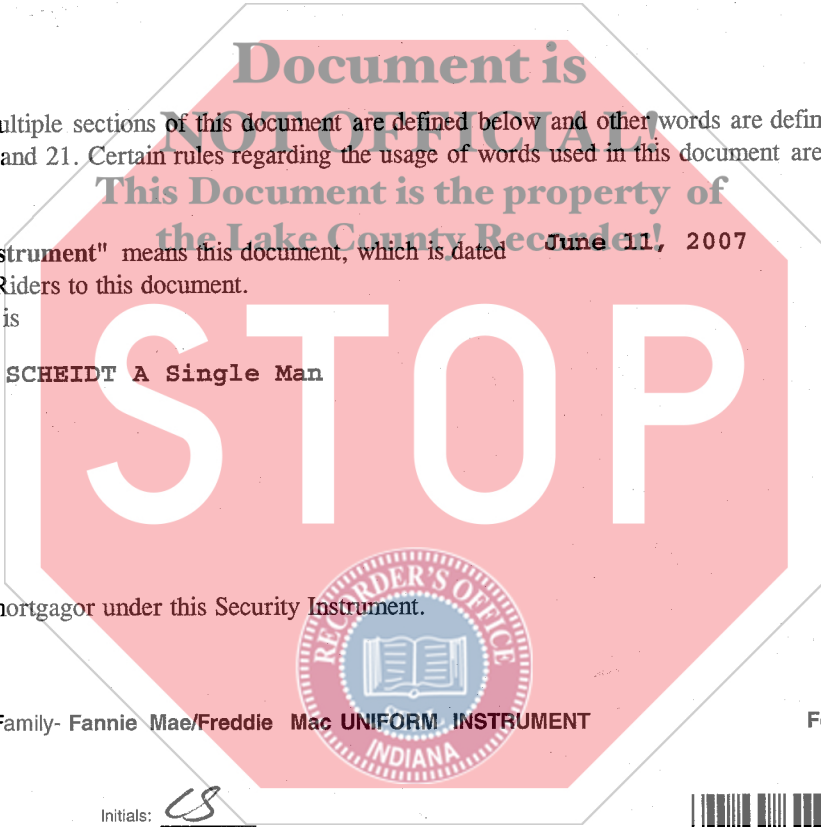 Document is
ultiple sections of this document are defined below and other words are defin
NOT OFFICIAL!
and 21. Certain rules regarding the usage of words used in this document are
This Document is the property of
the Lake County Recorder!
strument" means this document, which is dated June 11, 2007
Riders to this document.
is
SCHEIDT A Single Man
STOP
RECORDER'S OFFICE
SEAL
INDIANA
nortgagor under this Security Instrument.
Family- Fannie Mae/Freddie Mac UNIFORM INSTRUMENT
Initials: CS